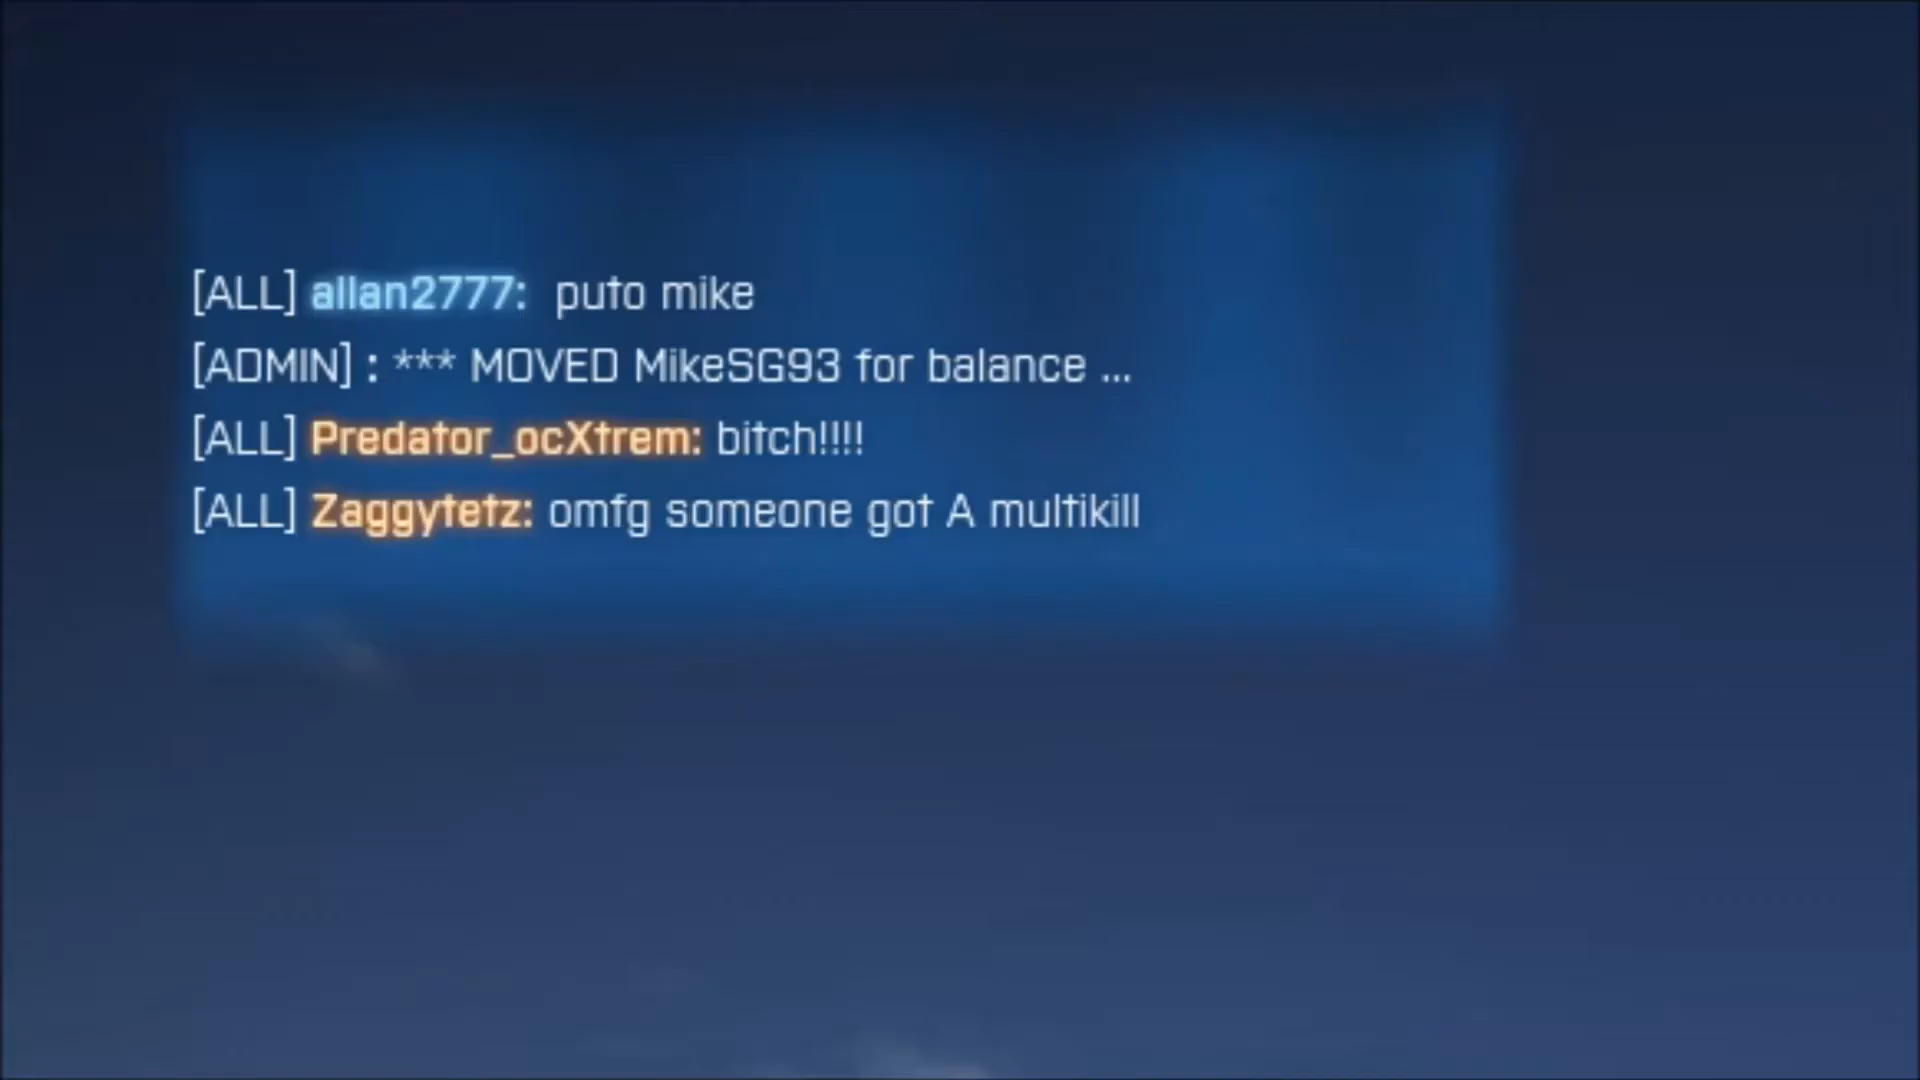 [ALL] allan2777: puto mike
[ADMIN] : *** MOVED MikeSG93 for balance ...
[ALL] Predator_ocXtrem: bitch!!!!
[ALL] Zaggytetz: omfg someone got A multikill